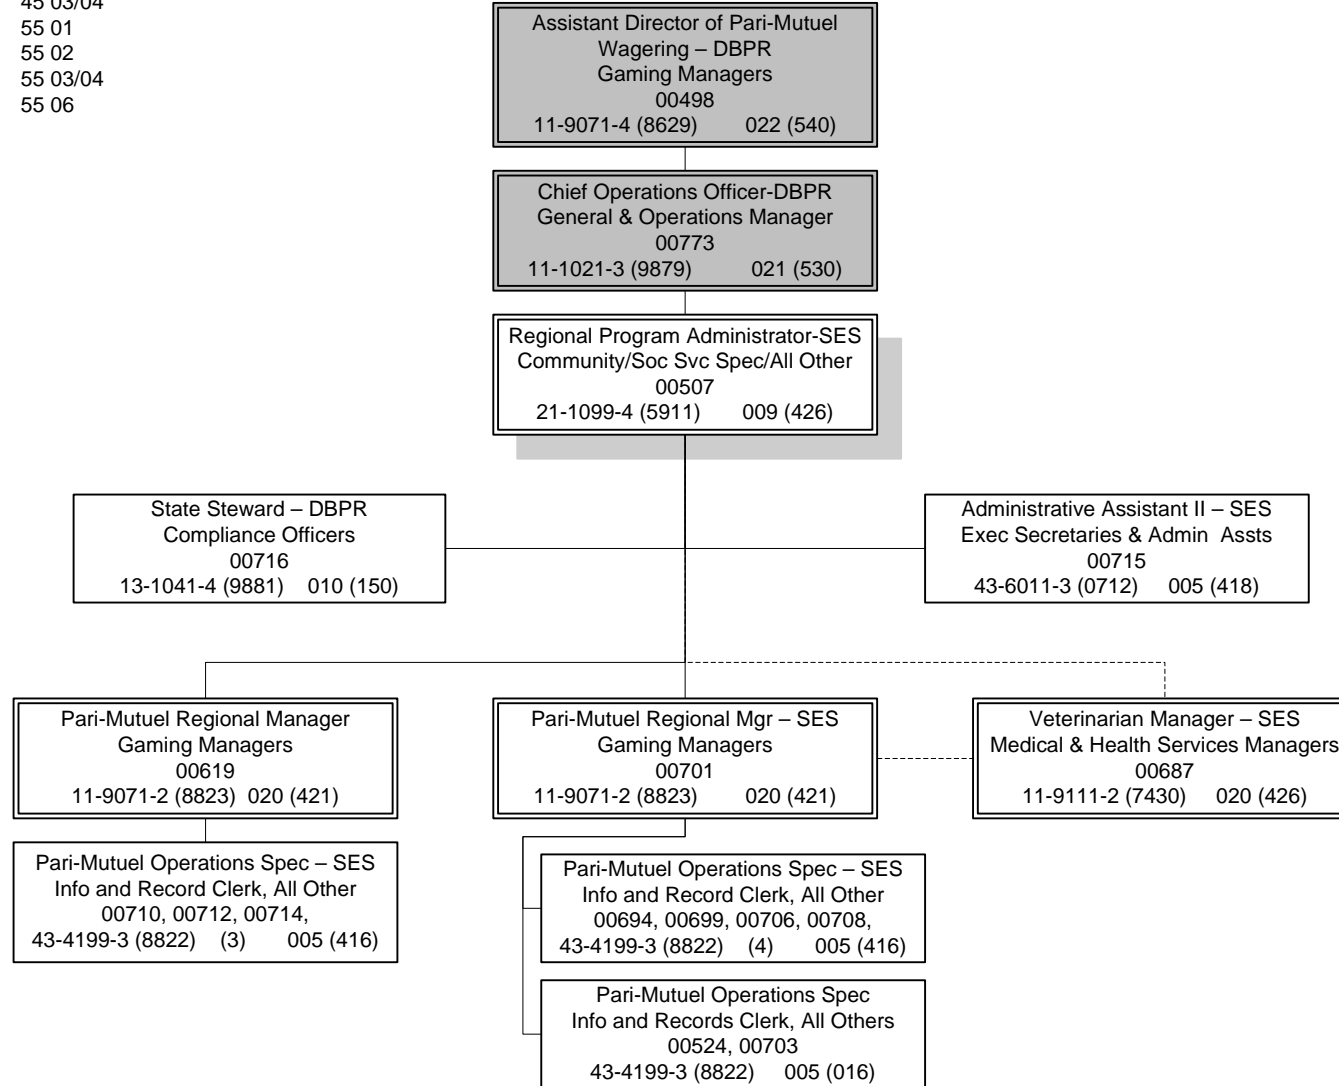 45 03/04
55 01
55 02
55 03/04
55 06
Assistant Director of Pari-Mutuel
Wagering – DBPR
Gaming Managers
00498
11-9071-4 (8629) 022 (540)
Chief Operations Officer-DBPR
General & Operations Manager
00773
11-1021-3 (9879) 021 (530)
Regional Program Administrator-SES
Community/Soc Svc Spec/All Other
00507
21-1099-4 (5911) 009 (426)
State Steward – DBPR
Compliance Officers
00716
13-1041-4 (9881) 010 (150)
Administrative Assistant II – SES
Exec Secretaries & Admin Assts
00715
43-6011-3 (0712) 005 (418)
Pari-Mutuel Regional Manager
Gaming Managers
00619
11-9071-2 (8823) 020 (421)
Pari-Mutuel Regional Mgr – SES
Gaming Managers
00701
11-9071-2 (8823) 020 (421)
Veterinarian Manager – SES
Medical & Health Services Managers
00687
11-9111-2 (7430) 020 (426)
Pari-Mutuel Operations Spec – SES
Info and Record Clerk, All Other
00710, 00712, 00714,
43-4199-3 (8822) (3) 005 (416)
Pari-Mutuel Operations Spec – SES
Info and Record Clerk, All Other
00694, 00699, 00706, 00708,
43-4199-3 (8822) (4) 005 (416)
Pari-Mutuel Operations Spec
Info and Records Clerk, All Others
00524, 00703
43-4199-3 (8822) 005 (016)